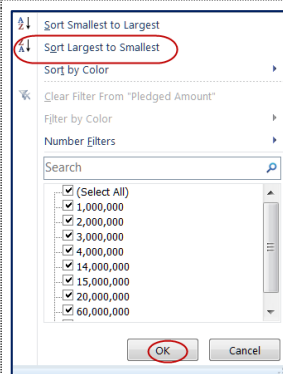 Sort Smallest to Largest
Sort Largest to Smallest
Sort by Color
Clear Filter From "Pledged Amount"
Filter by Color
Number Filters
Search
(Select All)
1,000,000
2,000,000
3,000,000
4,000,000
14,000,000
15,000,000
20,000,000
60,000,000
OK
Cancel